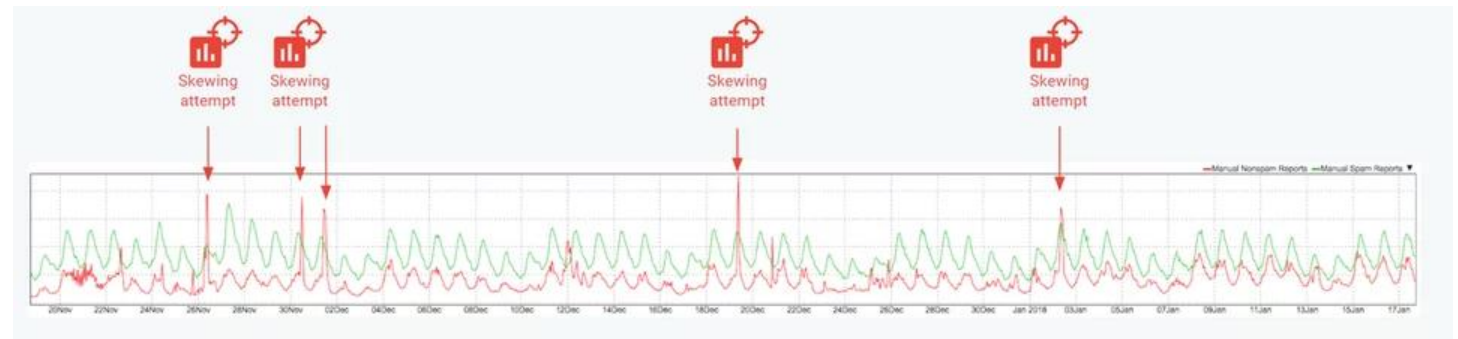 Skewing
attempt
Skewing
attempt
Skewing
attempt
Skewing
attempt
Manual Nonspam Reports Manual Spam Reports
20Nov 22Nov 24Nov 26Nov 28Nov 30Nov 02Dec 04Dec 06Dec 08Dec 10Dec 12Dec 14Dec 16Dec 18Dec 20Dec 22Dec 24Dec 26Dec 28Dec 30Dec Jan 2018 03Jan 05Jan 07Jan 09Jan 11Jan 13Jan 15Jan 17Jan